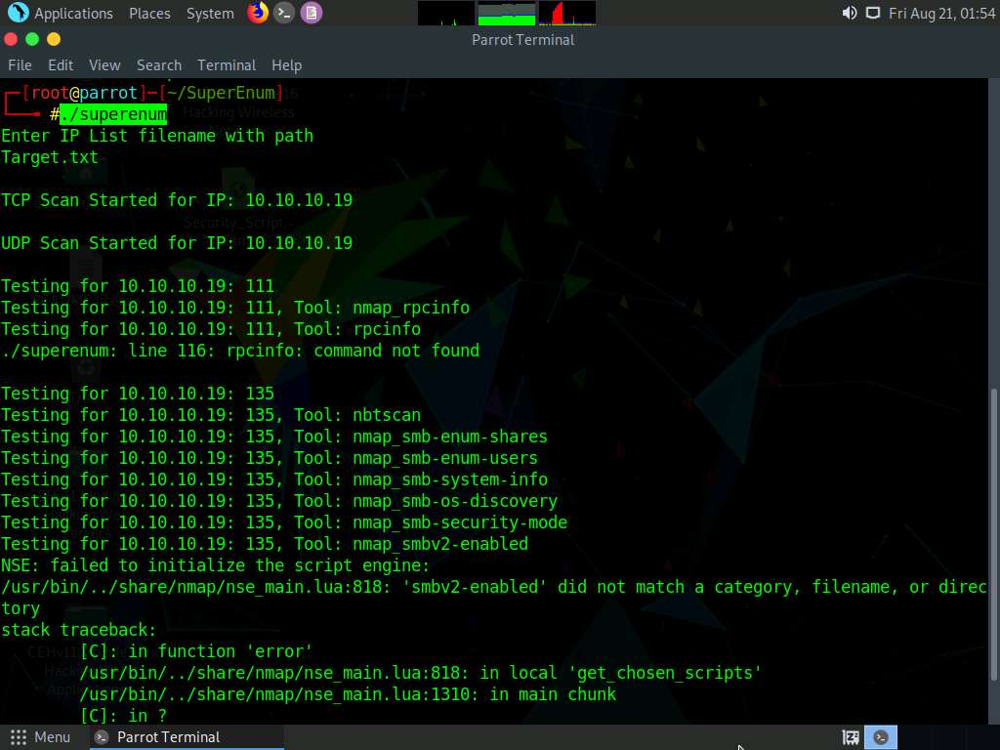 Applications Places System Fri Aug 21, 01:54
Parrot Terminal
File Edit View Search Terminal Help
┌─[root@parrot]─[~/SuperEnum]
└──╼ #./superenum
Hacking Wireless
Enter IP List filename with path
Target.txt
TCP Scan Started for IP: 10.10.10.19
Security_Script.-
UDP Scan Started for IP: 10.10.10.19
Testing for 10.10.10.19: 111
Testing for 10.10.10.19: 111, Tool: nmap_rpcinfo
Testing for 10.10.10.19: 111, Tool: rpcinfo
./superenum: line 116: rpcinfo: command not found
Testing for 10.10.10.19: 135
Testing for 10.10.10.19: 135, Tool: nbtscan
Testing for 10.10.10.19: 135, Tool: nmap_smb-enum-shares
Testing for 10.10.10.19: 135, Tool: nmap_smb-enum-users
Testing for 10.10.10.19: 135, Tool: nmap_smb-system-info
Testing for 10.10.10.19: 135, Tool: nmap_smb-os-discovery
Testing for 10.10.10.19: 135, Tool: nmap_smb-security-mode
Testing for 10.10.10.19: 135, Tool: nmap_smbv2-enabled
NSE: failed to initialize the script engine:
/usr/bin/../share/nmap/nse_main.lua:818: 'smbv2-enabled' did not match a category, filename, or direc
tory
stack traceback:
[C]: in function 'error'
/usr/bin/../share/nmap/nse_main.lua:818: in local 'get_chosen_scripts'
/usr/bin/../share/nmap/nse_main.lua:1310: in main chunk
[C]: in ?
Menu Parrot Terminal